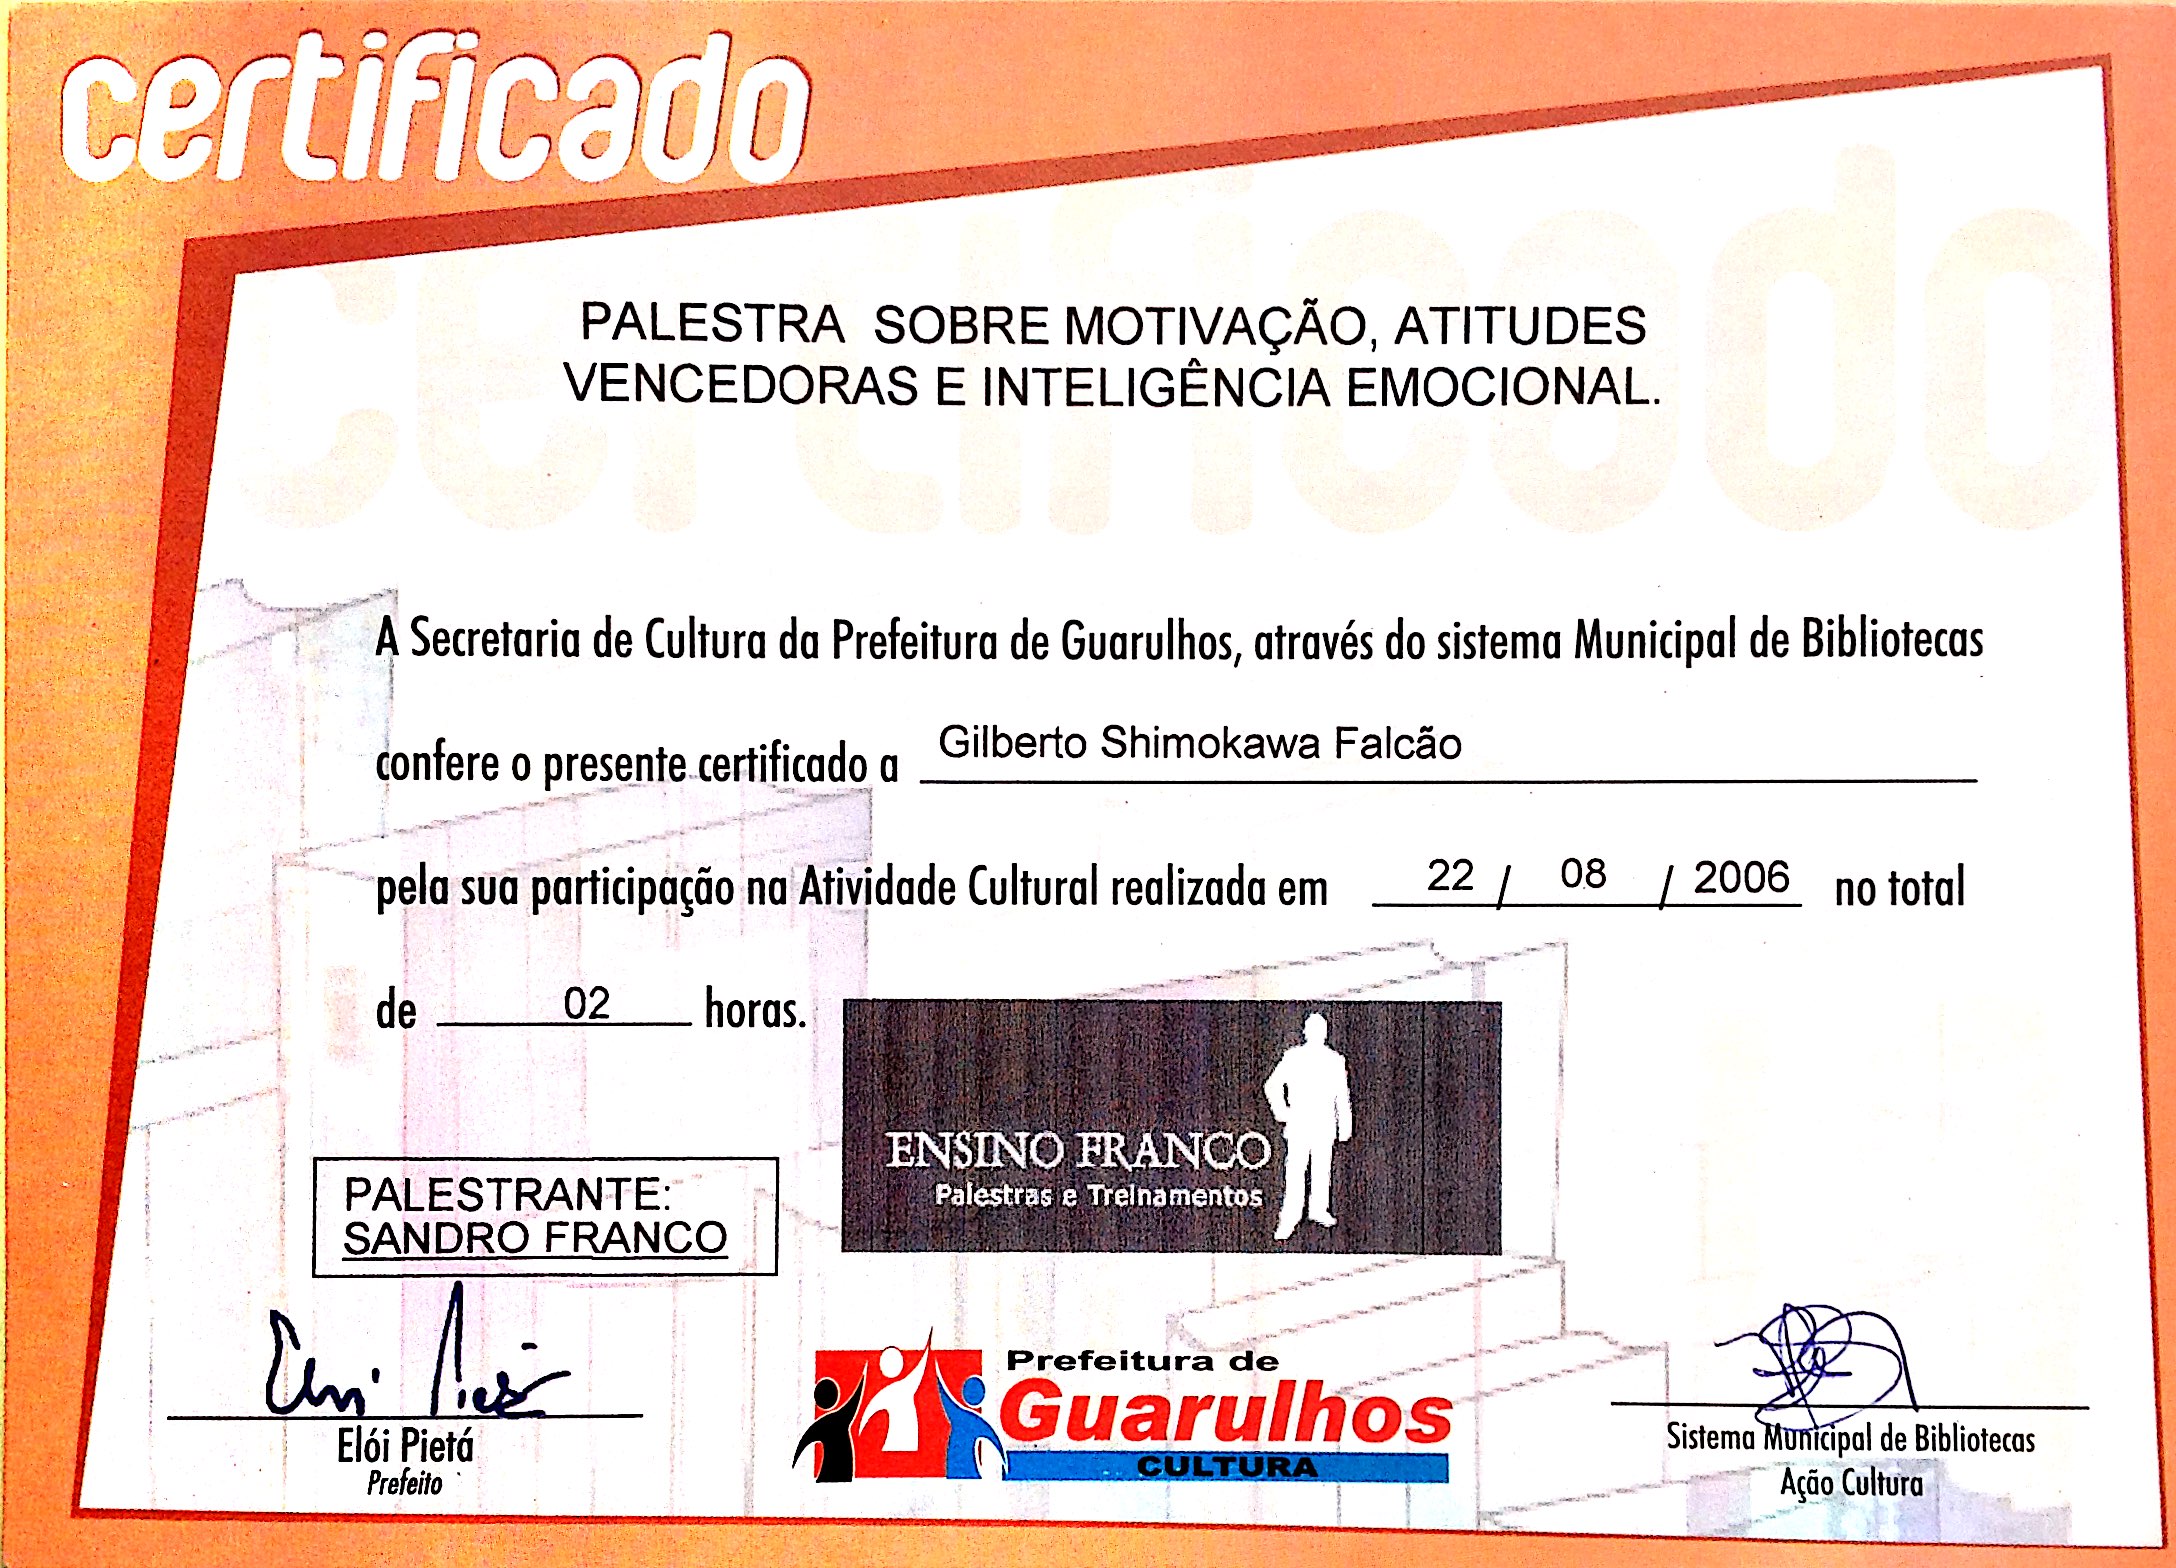 certificado
PALESTRA SOBRE MOTIVAÇÃO, ATITUDES
VENCEDORAS E INTELIGÊNCIA EMOCIONAL.
A Secretaria de Cultura da Prefeitura de Guarulhos, através do sistema Municipal de Bibliotecas
confere o presente certificado a Gilberto Shimokawa Falcão
pela sua participação na Atividade Cultural realizada em 22 / 08 / 2006 no total
de 02 horas.
ENSINO FRANCO
Palestras e Treinamentos
PALESTRANTE:
SANDRO FRANCO
Elói Pietá
Prefeito
Prefeitura de
Guarulhos
CULTURA
Sistema Municipal de Bibliotecas
Ação Cultura